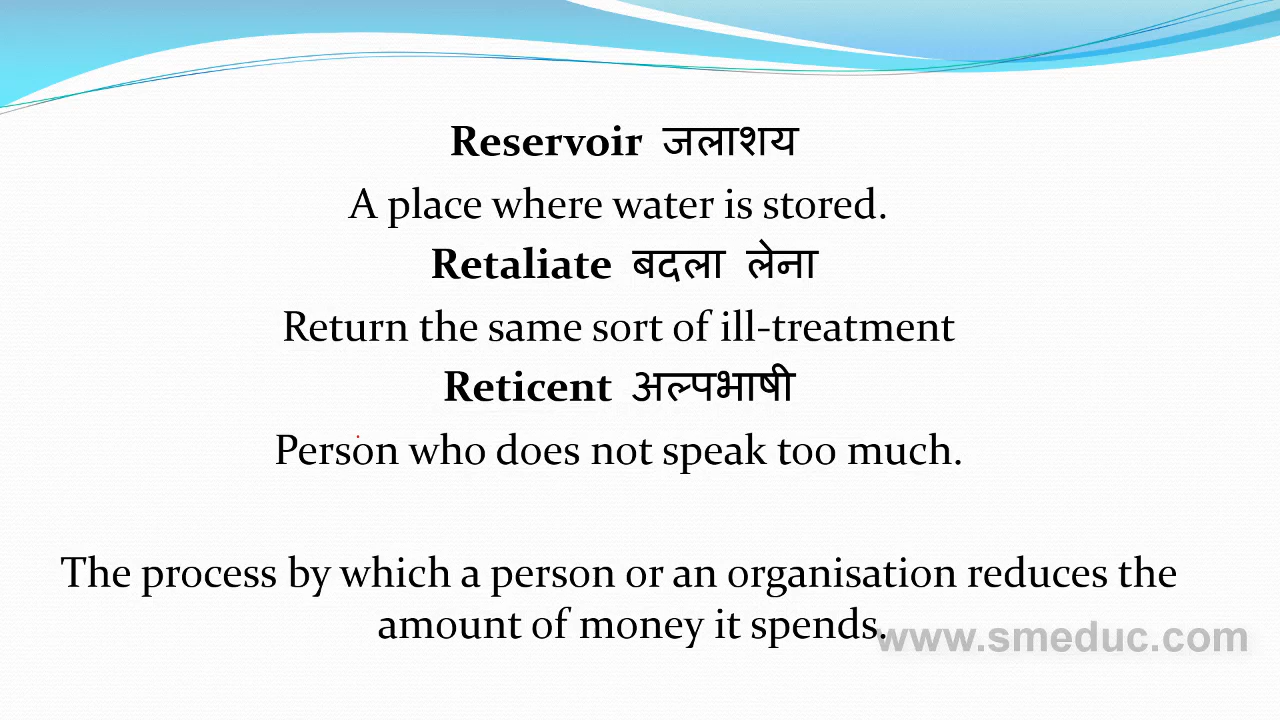 Reservoir जलाशय
A place where water is stored.
Retaliate बदला लेना
Return the same sort of ill-treatment
Reticent अल्पभाषी
Person who does not speak too much.
The process by which a person or an organisation reduces the
amount of money it spends.
www.smeduc.com